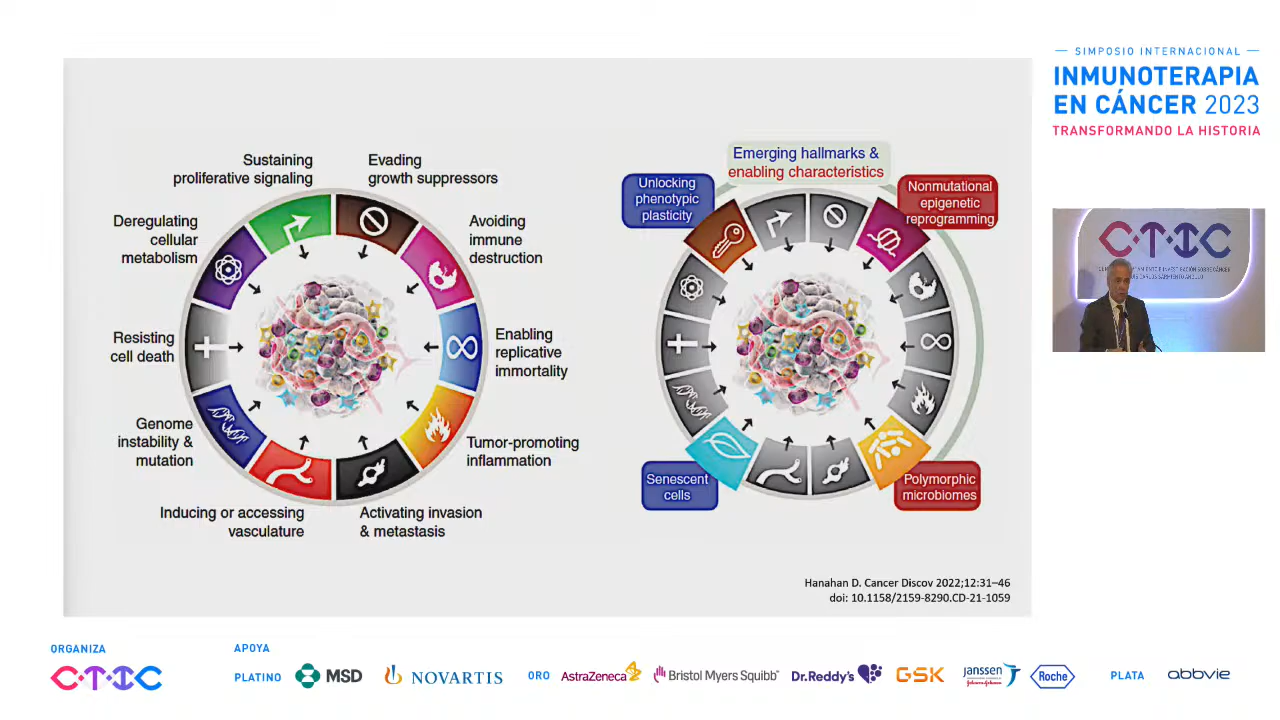 SIMPOSIO INTERNACIONAL
INMUNOTERAPIA
EN CÁNCER 2023
TRANSFORMANDO LA HISTORIA
Sustaining
proliferative signaling
Evading
growth suppressors
Deregulating
cellular
metabolism
Avoiding
immune
destruction
Resisting
cell death
Enabling
replicative
immortality
Genome
instability &
mutation
Tumor-promoting
inflammation
Inducing or accessing
vasculature
Activating invasion
& metastasis
Emerging hallmarks &
enabling characteristics
Unlocking
phenotypic
plasticity
Nonmutational
epigenetic
reprogramming
Senescent
cells
Polymorphic
microbiomes
Hanahan D. Cancer Discov 2022;12:31–46
doi: 10.1158/2159-8290.CD-21-1059
CTIC
ORGANIZA
CTIC
APOYA
PLATINO
MSD
NOVARTIS
ORO
AstraZeneca
Bristol Myers Squibb
Dr.Reddy's
GSK
Janssen
Johnson-Johnson
Roche
PLATA
abbvie